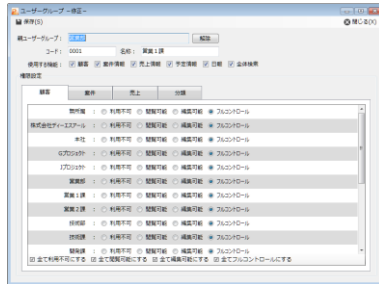 ユーザーグループ −修正−
保存(S) 閉じる(X)
親ユーザーグループ： 営業部 解除
コード： 0001 名称： 営業１課
使用する機能： 顧客 案件情報 売上情報 予定情報 日報 全体検索
権限設定
顧客 案件 売上 分類
無所属 ： 利用不可 閲覧可能 編集可能 フルコントロール
株式会社ディーエスアール ： 利用不可 閲覧可能 編集可能 フルコントロール
本社 ： 利用不可 閲覧可能 編集可能 フルコントロール
Gプロジェクト ： 利用不可 閲覧可能 編集可能 フルコントロール
Iプロジェクト ： 利用不可 閲覧可能 編集可能 フルコントロール
営業部 ： 利用不可 閲覧可能 編集可能 フルコントロール
営業１課 ： 利用不可 閲覧可能 編集可能 フルコントロール
営業２課 ： 利用不可 閲覧可能 編集可能 フルコントロール
技術部 ： 利用不可 閲覧可能 編集可能 フルコントロール
技術課 ： 利用不可 閲覧可能 編集可能 フルコントロール
開発課 ： 利用不可 閲覧可能 編集可能 フルコントロール
全て利用不可にする 全て閲覧可能にする 全て編集可能にする 全てフルコントロールにする